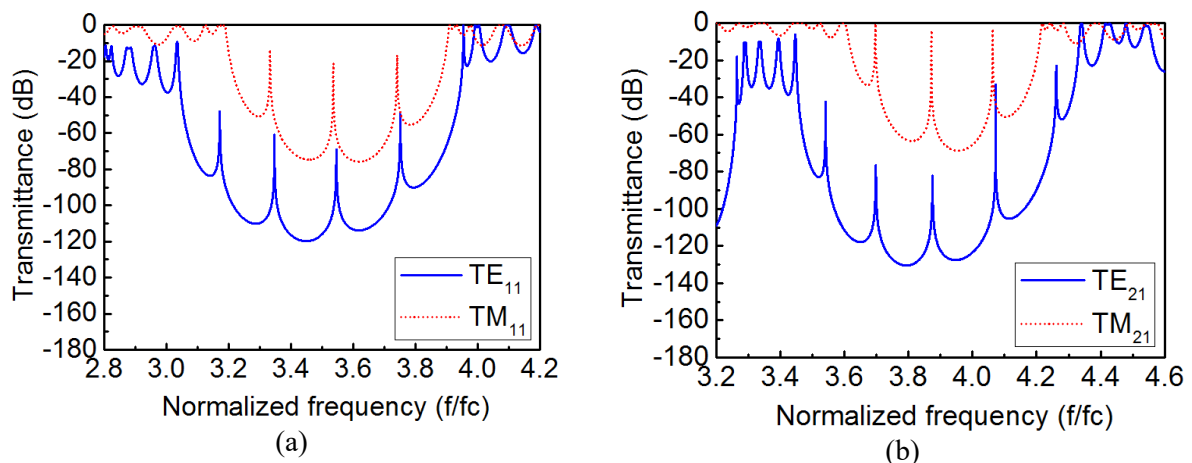 0
-20
-40
-60
-80
-100
-120
-140
-160
-180
Transmittance (dB)
TE11
TM11
2.8 3.0 3.2 3.4 3.6 3.8 4.0 4.2
Normalized frequency (f/fc)
(a)
0
-20
-40
-60
-80
-100
-120
-140
-160
-180
Transmittance (dB)
TE21
TM21
3.2 3.4 3.6 3.8 4.0 4.2 4.4 4.6
Normalized frequency (f/fc)
(b)